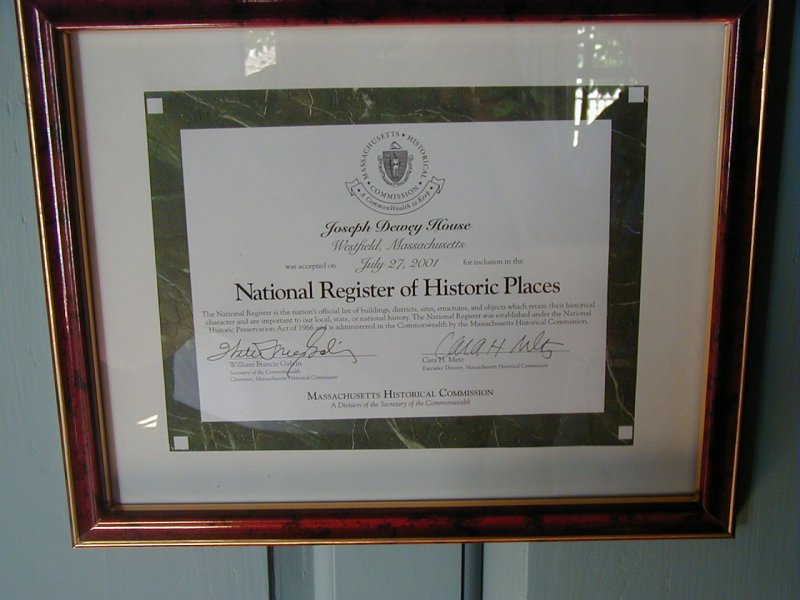 MASSACHUSETTS • HISTORICAL • COMMISSION •
A CommonWealth to Keep
Joseph Dewey House
Westfield, Massachusetts
was accepted on July 27, 2001 for inclusion in the
National Register of Historic Places
The National Register is the nation's official list of buildings, districts, sites, structures, and objects which retain their historical
character and are important to our local, state, or national history. The National Register was established under the National
Historic Preservation Act of 1966 and is administered in the Commonwealth by the Massachusetts Historical Commission.
Cara H Metz
William Francis Galvin
Secretary of the Commonwealth
Chairman, Massachusetts Historical Commission
Cara H. Metz
Executive Director, Massachusetts Historical Commission
MASSACHUSETTS HISTORICAL COMMISSION
A Division of the Secretary of the Commonwealth